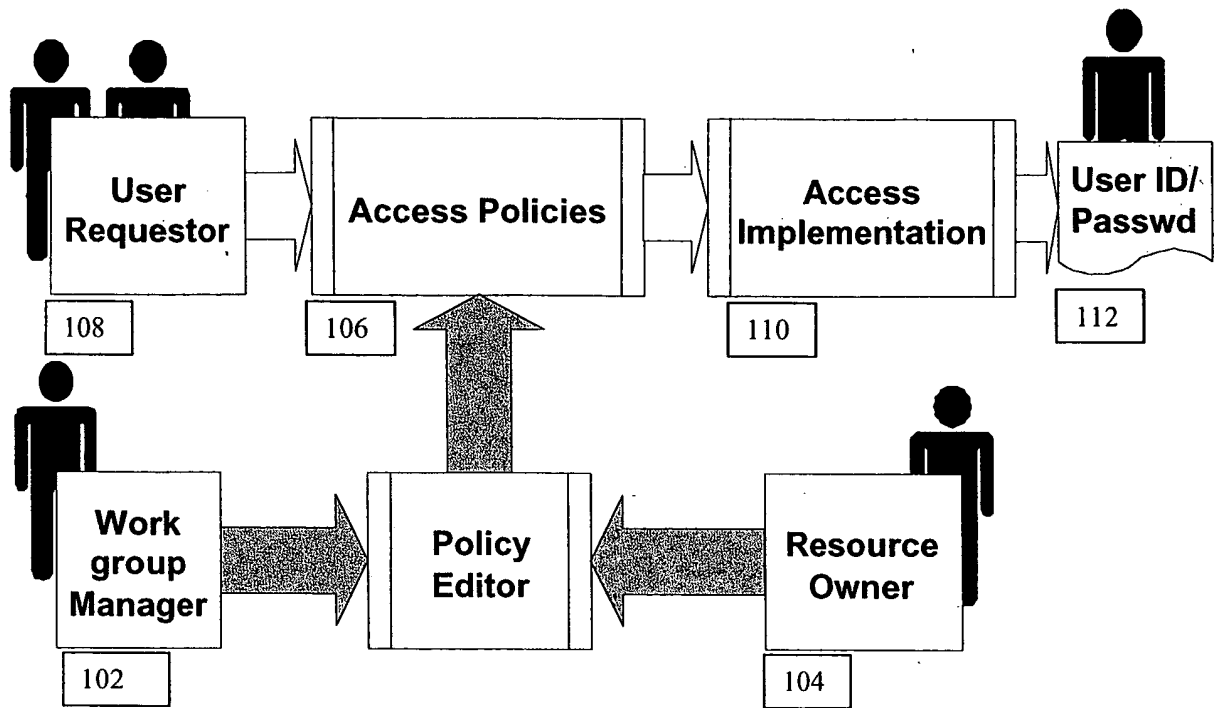 User
Requestor
Access Policies
Access
Implementation
User ID/
Passwd
108
106
110
112
Work
group
Manager
Policy
Editor
Resource
Owner
102
104